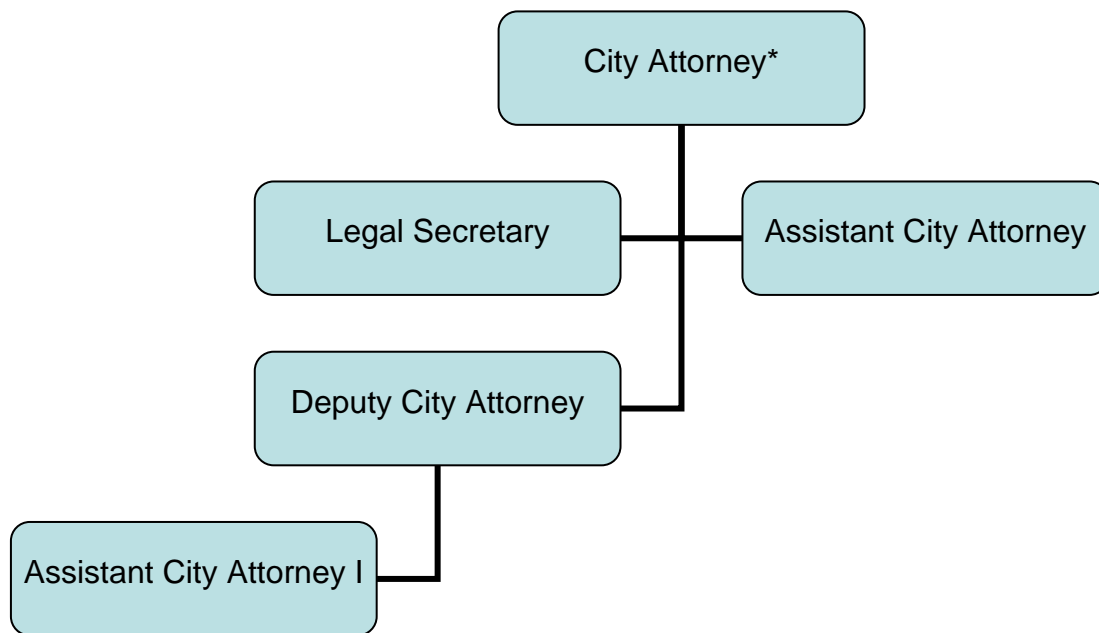 City Attorney*
Legal Secretary
Assistant City Attorney
Deputy City Attorney
Assistant City Attorney I